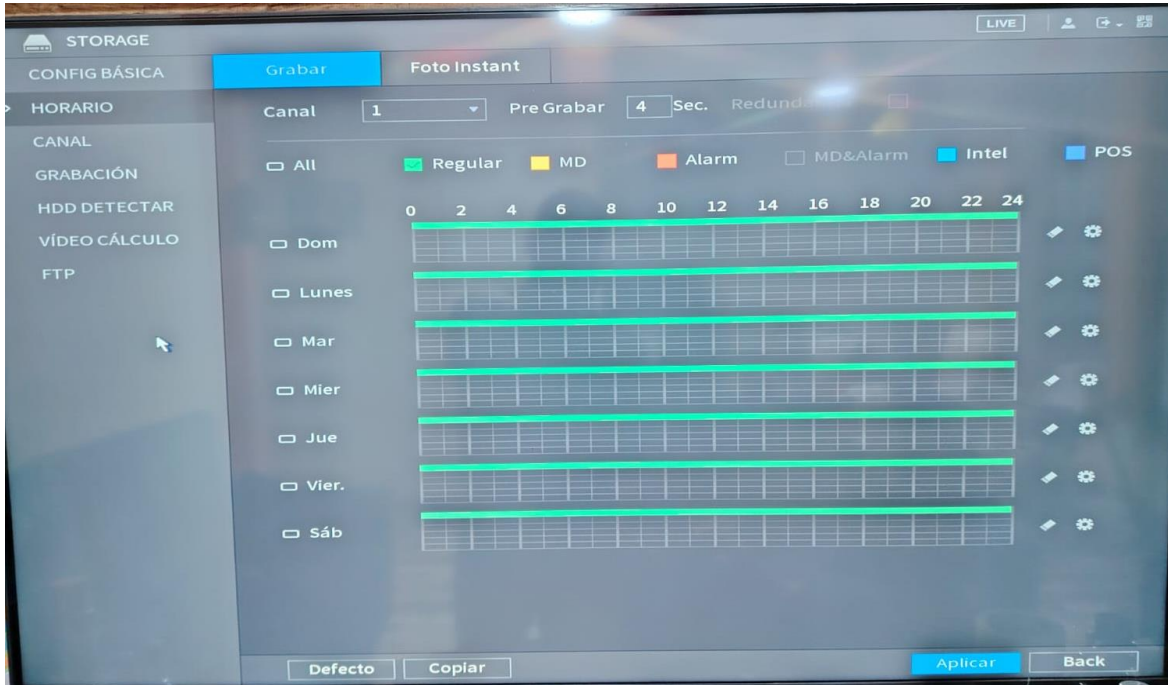 STORAGE
LIVE
CONFIG BÁSICA
HORARIO
CANAL
GRABACIÓN
HDD DETECTAR
VÍDEO CÁLCULO
FTP
Grabar Foto Instant
Canal 1 Pre Grabar 4 Sec.
All Regular MD Alarm MD&Alarm Intel POS
0 2 4 6 8 10 12 14 16 18 20 22 24
Dom
Lunes
Mar
Mier
Jue
Vier.
Sáb
Defecto Copiar Aplicar Back